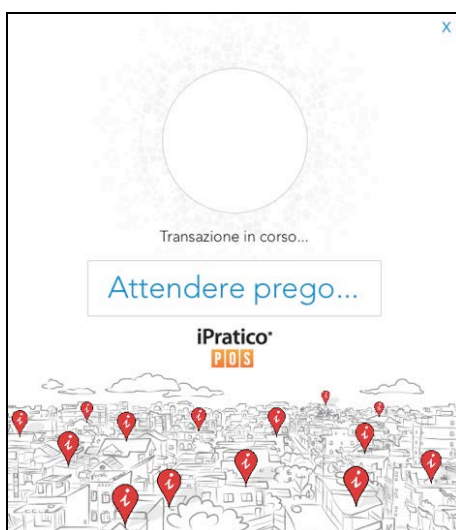 x
Transazione in corso...
Attendere prego...
iPratico
POS